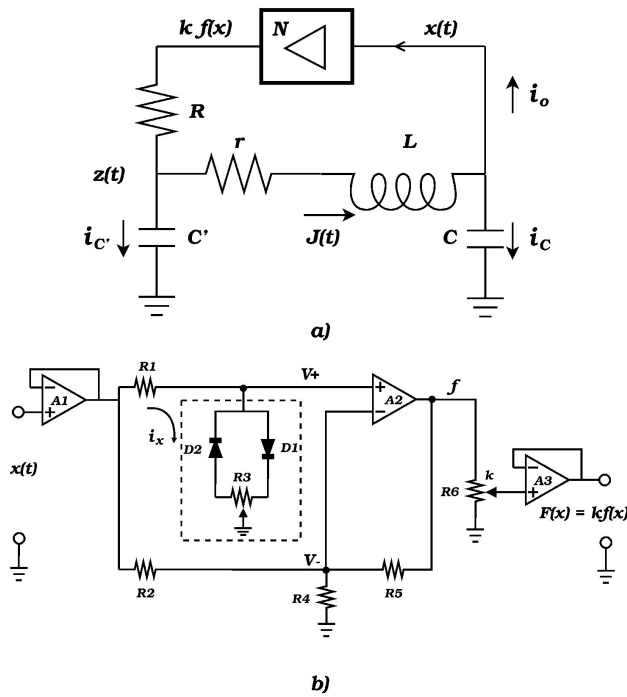 k f(x) N x(t)
R
i_o
r L
z(t)
i_C' C' J(t) C i_C
a)
R1 V+
A1 A2 f
i_x D2 D1
x(t) R3 k
R6 A3
F(x) = kf(x)
V-
R2 R4 R5
b)